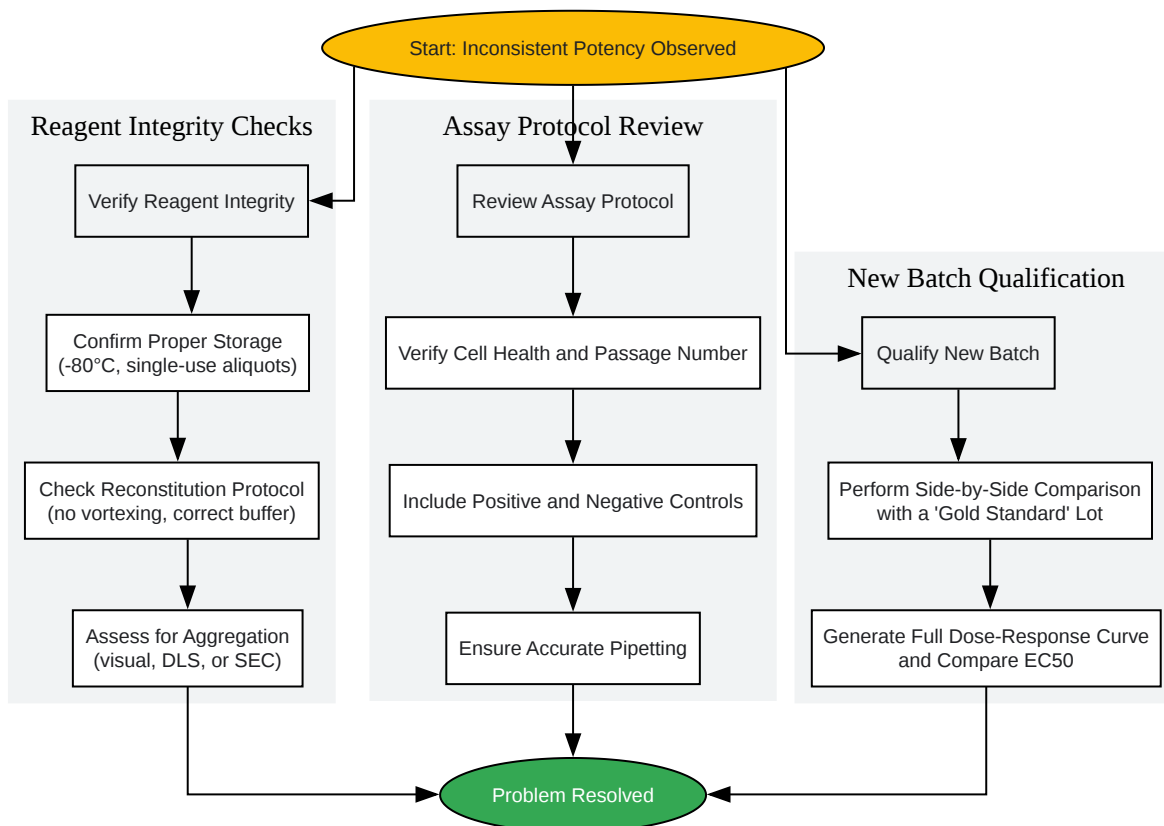 Start: Inconsistent Potency Observed
Reagent Integrity Checks
Verify Reagent Integrity
Confirm Proper Storage
(-80°C, single-use aliquots)
Check Reconstitution Protocol
(no vortexing, correct buffer)
Assess for Aggregation
(visual, DLS, or SEC)
Assay Protocol Review
Review Assay Protocol
Verify Cell Health and Passage Number
Include Positive and Negative Controls
Ensure Accurate Pipetting
New Batch Qualification
Qualify New Batch
Perform Side-by-Side Comparison
with a 'Gold Standard' Lot
Generate Full Dose-Response Curve
and Compare EC50
Problem Resolved